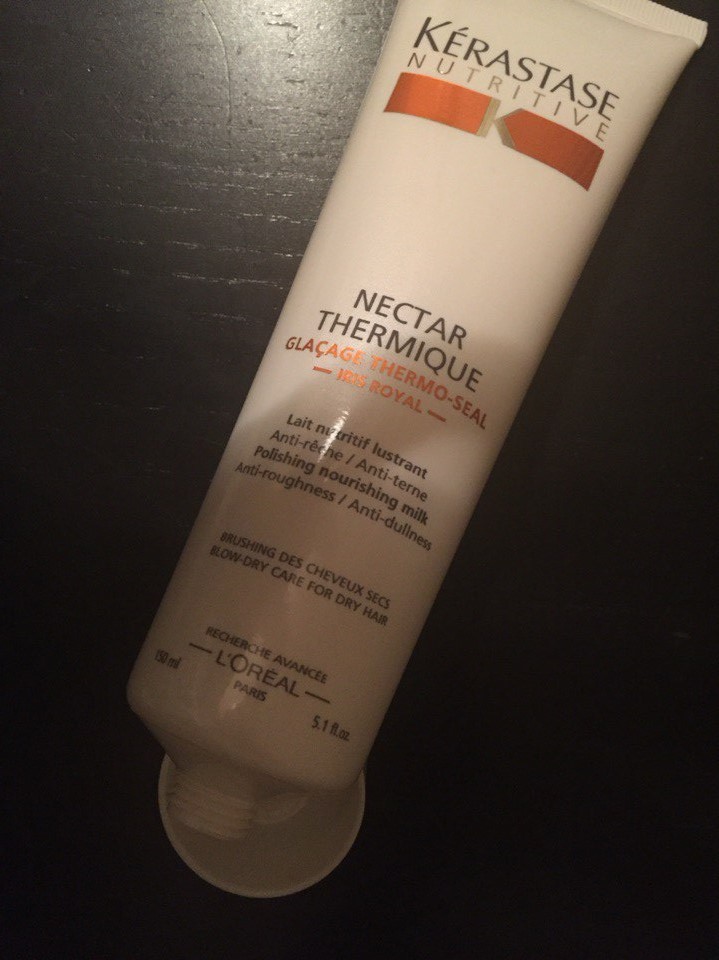 KÉRASTASE
NUTRITIVE
K
NECTAR
THERMIQUE
GLAÇAGE THERMO-SEAL
— IRIS ROYAL —
Lait nutritif lustrant
Anti-rêche / Anti-terne
Polishing nourishing milk
Anti-roughness / Anti-dullness
BRUSHING DES CHEVEUX SECS
BLOW-DRY CARE FOR DRY HAIR
RECHERCHE AVANCÉE
— L'ORÉAL —
PARIS
150 ml
5.1 fl.oz.